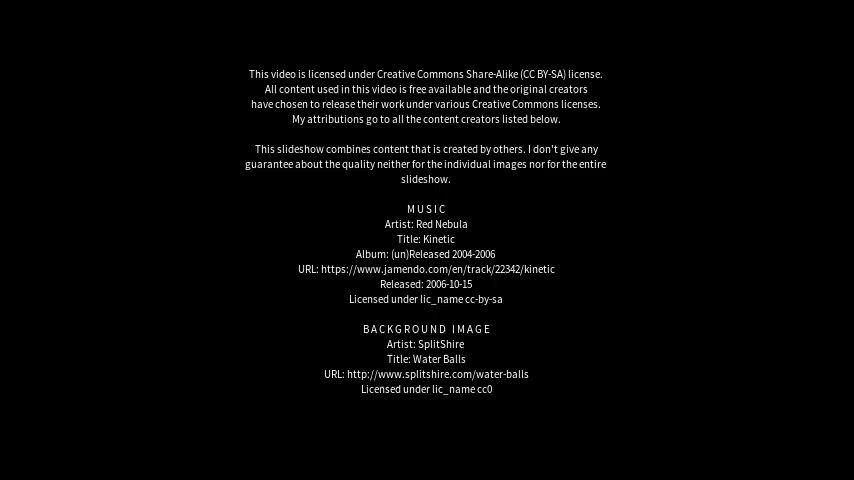 This video is licensed under Creative Commons Share-Alike (CC BY-SA) license.
All content used in this video is free available and the original creators
have chosen to release their work under various Creative Commons licenses.
My attributions go to all the content creators listed below.
This slideshow combines content that is created by others. I don't give any
guarantee about the quality neither for the individual images nor for the entire
slideshow.
MUSIC
Artist: Red Nebula
Title: Kinetic
Album: (un)Released 2004-2006
URL: https://www.jamendo.com/en/track/22342/kinetic
Released: 2006-10-15
Licensed under lic_name cc-by-sa
BACKGROUND IMAGE
Artist: SplitShire
Title: Water Balls
URL: http://www.splitshire.com/water-balls
Licensed under lic_name cc0